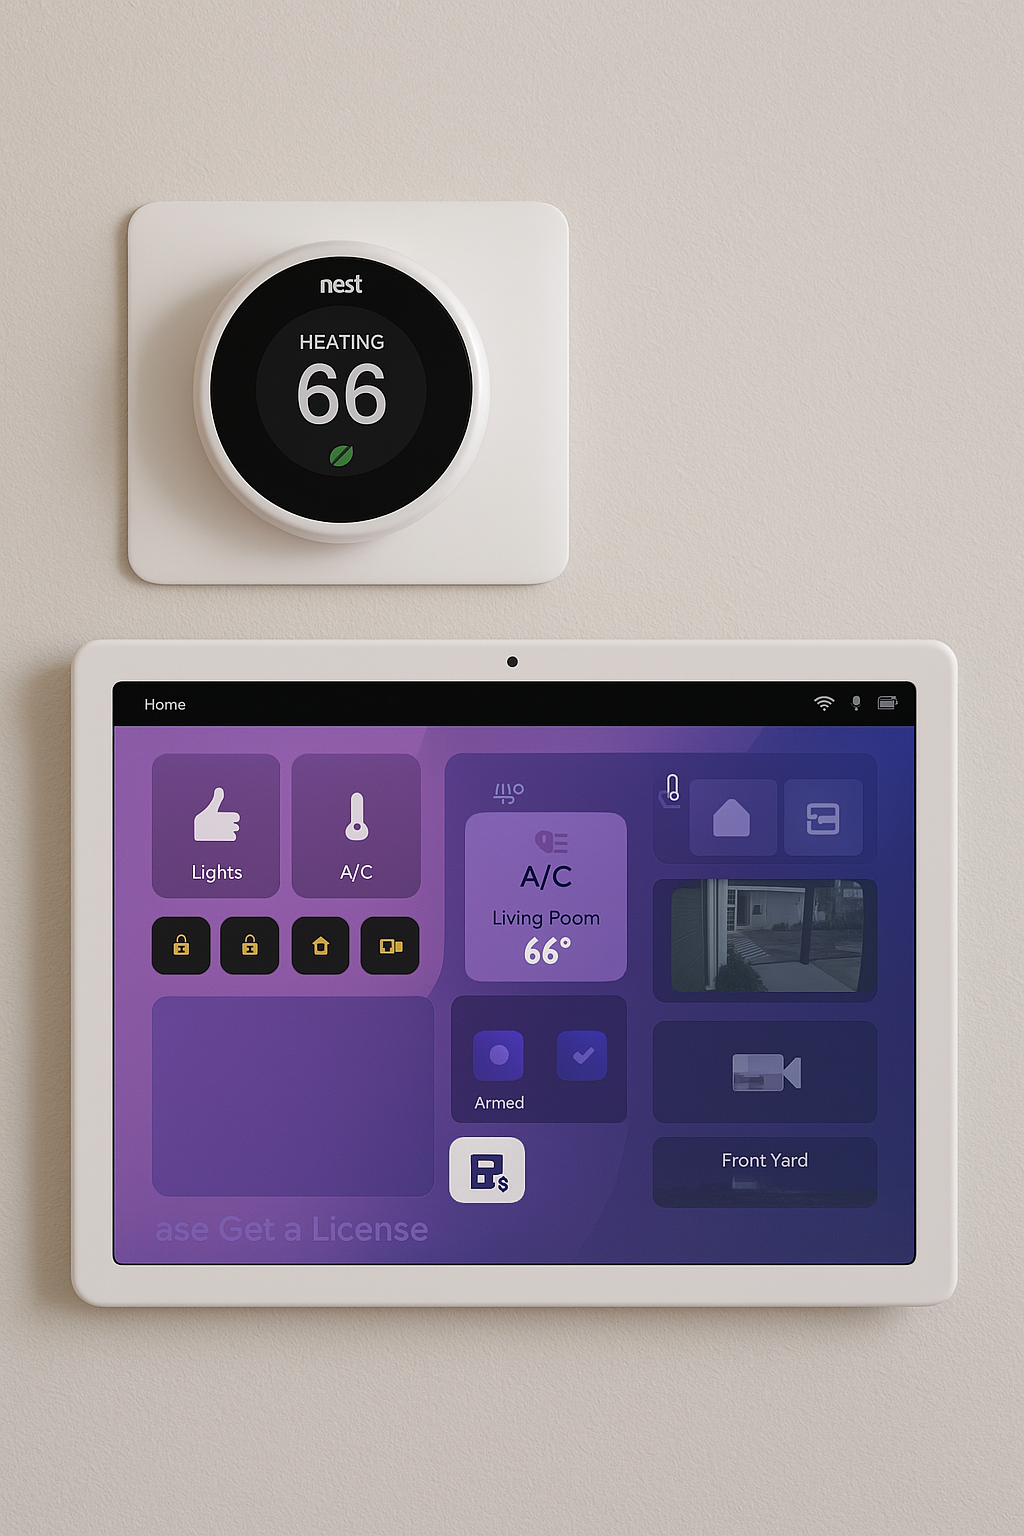 nest
HEATING
66
Home
Lights
A/C
A/C
Living Poom
66°
Armed
$
Front Yard
ase Get a License